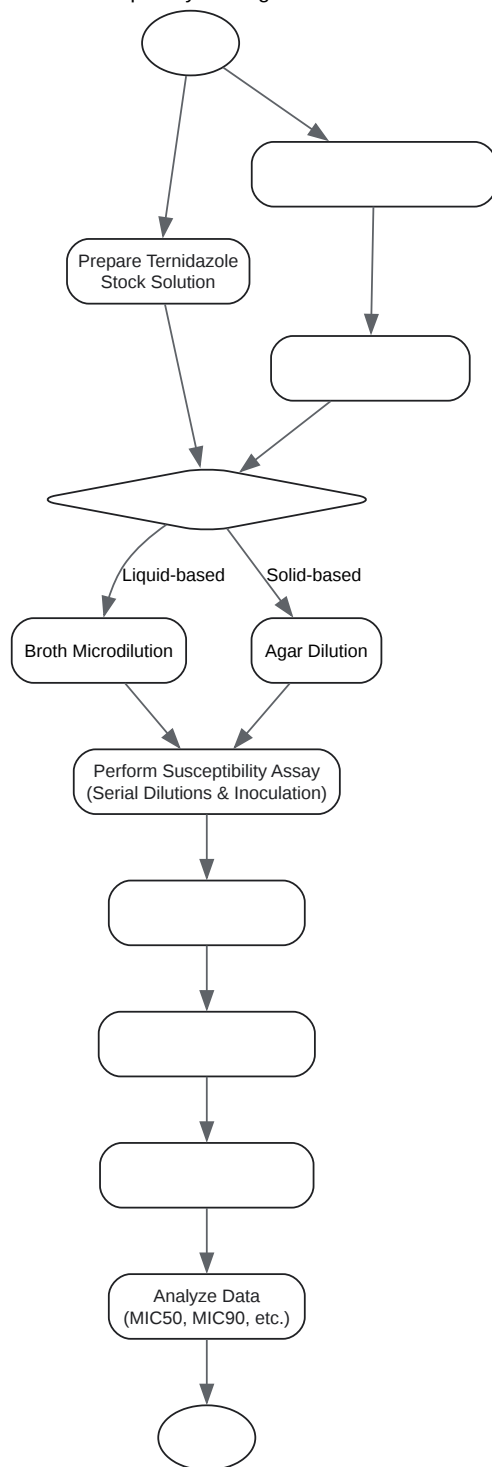 Prepare Ternidazole
Stock Solution
Liquid-based
Solid-based
Broth Microdilution
Agar Dilution
Perform Susceptibility Assay
(Serial Dilutions & Inoculation)
Analyze Data
(MIC50, MIC90, etc.)